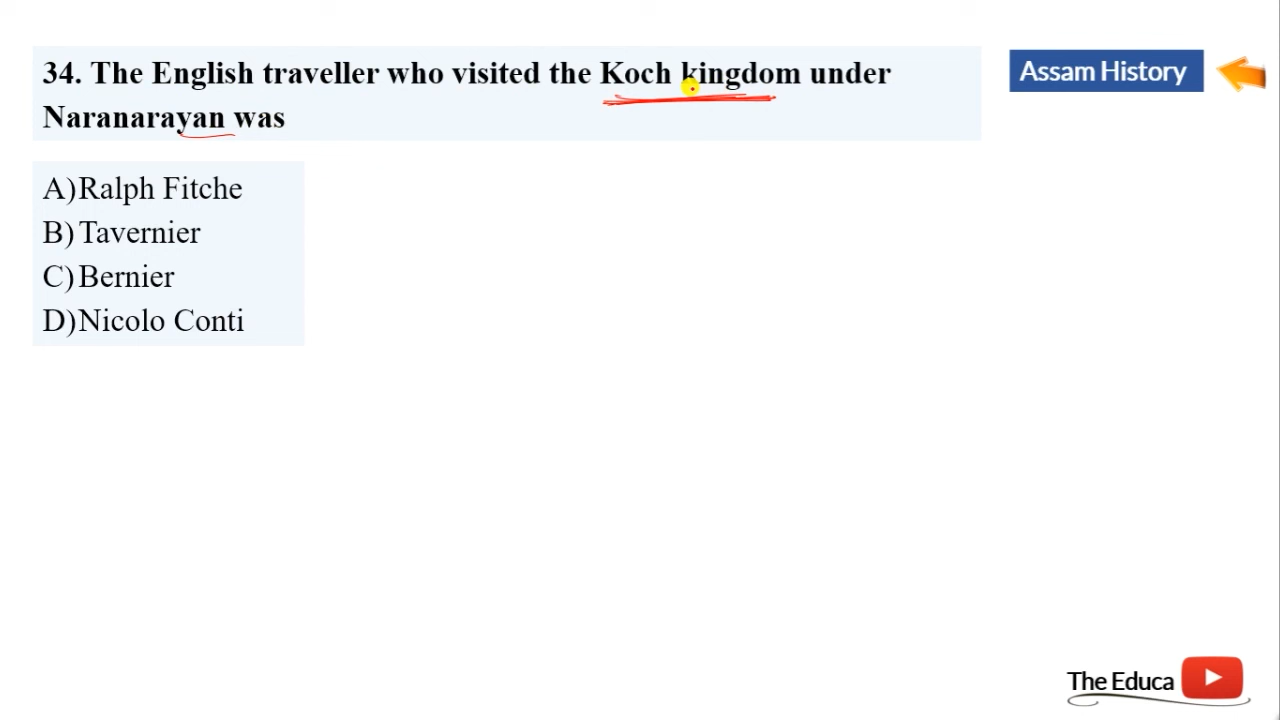 34. The English traveller who visited the Koch kingdom under
Naranarayan was
Assam History
A)Ralph Fitche
B)Tavernier
C)Bernier
D)Nicolo Conti
The Educa